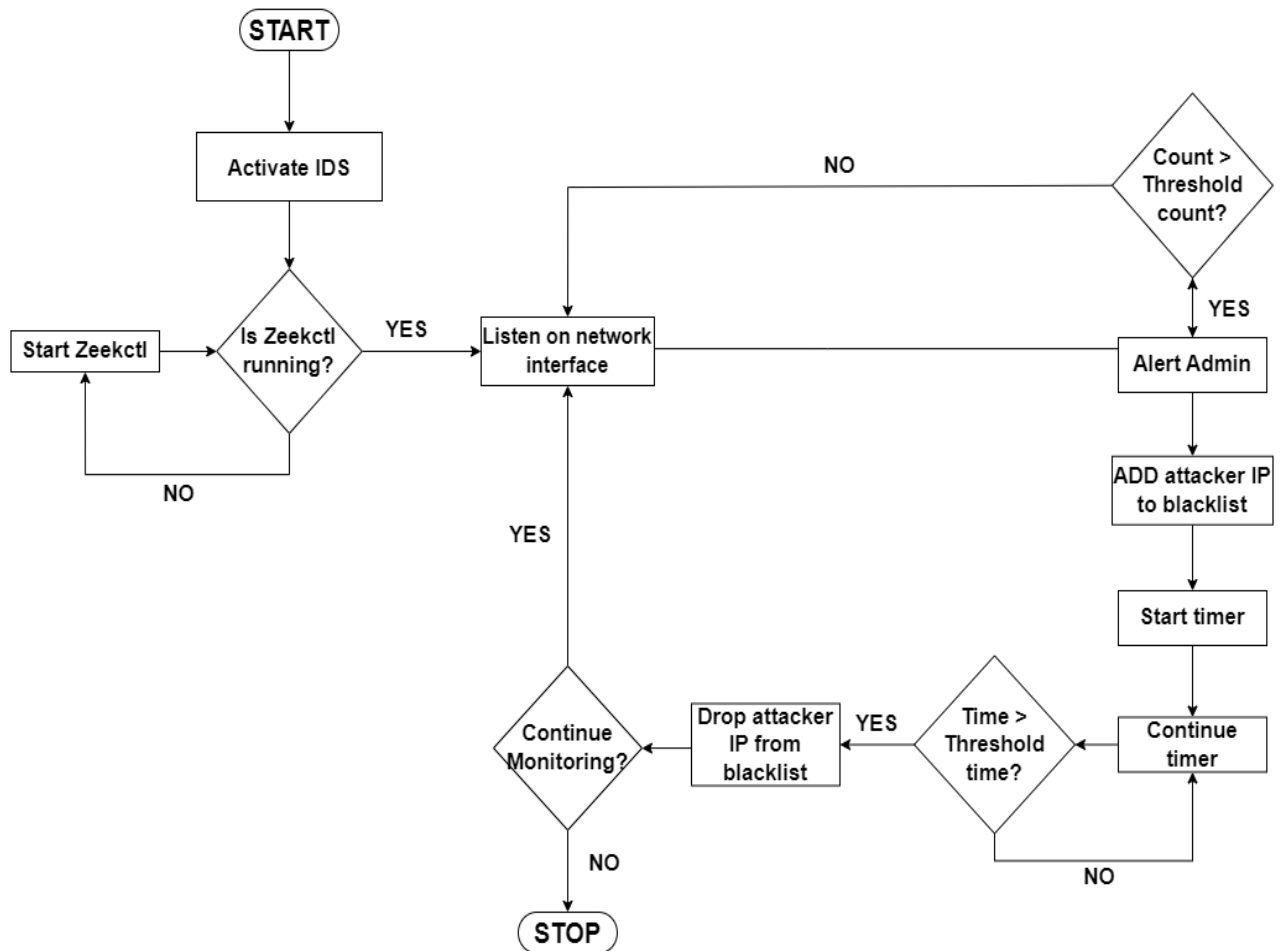 START
Activate IDS
Is Zeekctl
running?
Start Zeekctl
NO
YES
Listen on network
interface
NO
Count >
Threshold
count?
YES
Alert Admin
ADD attacker IP
to blacklist
Start timer
Continue
timer
Time >
Threshold
time?
NO
YES
Drop attacker
IP from
blacklist
Continue
Monitoring?
YES
NO
STOP